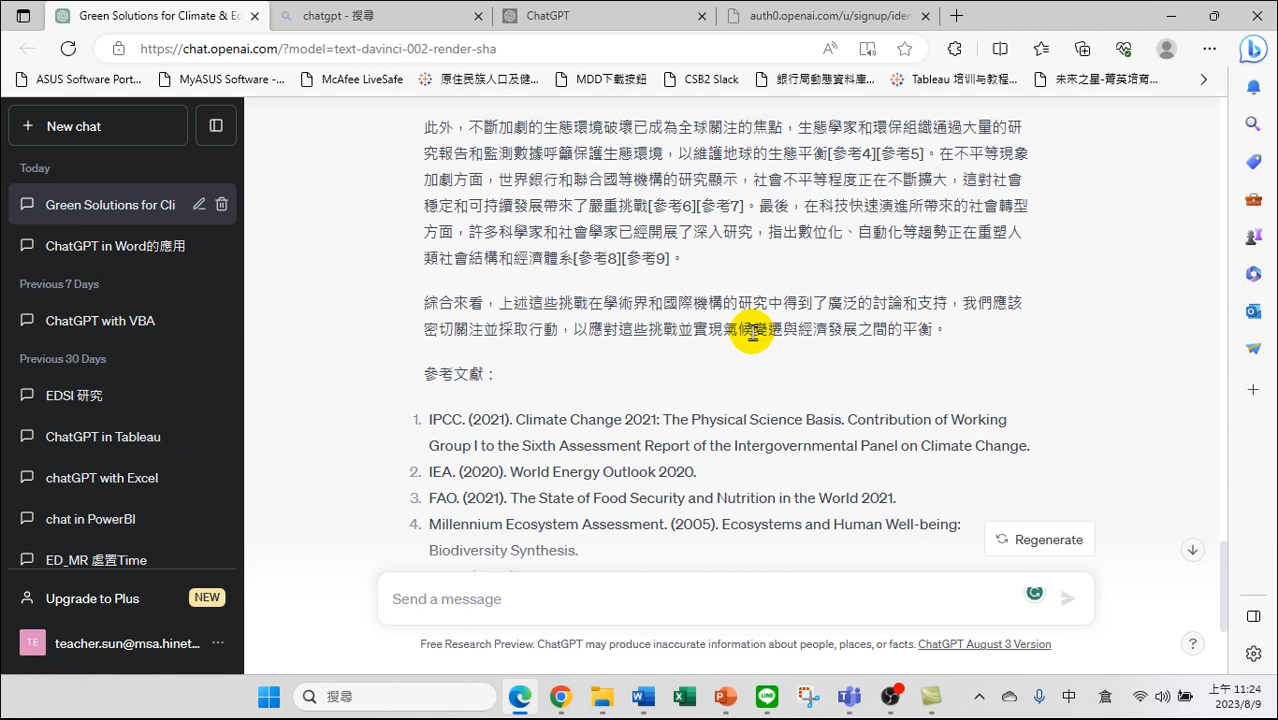 Green Solutions for Climate & Ec
chatgpt - 搜尋
ChatGPT
auth0.openai.com/u/signup/iden
https://chat.openai.com/?model=text-davinci-002-render-sha
ASUS Software Port...
MyASUS Software -...
McAfee LiveSafe
原住民族人口及健...
MDD下載按鈕
CSB2 Slack
銀行局動態資料庫...
Tableau 培训与教程...
未來之星-菁英培育...
New chat
Today
Green Solutions for Cli
ChatGPT in Word的應用
Previous 7 Days
ChatGPT with VBA
Previous 30 Days
EDSI 研究
ChatGPT in Tableau
chatGPT with Excel
chat in PowerBI
ED_MR 處置Time
Upgrade to Plus
NEW
TE
teacher.sun@msa.hinet...
此外，不斷加劇的生態環境破壞已成為全球關注的焦點，生態學家和環保組織通過大量的研
究報告和監測數據呼籲保護生態環境，以維護地球的生態平衡[參考4][參考5]。在不平等現象
加劇方面，世界銀行和聯合國等機構的研究顯示，社會不平等程度正在不斷擴大，這對社會
穩定和可持續發展帶來了嚴重挑戰[參考6][參考7]。最後，在科技快速演進所帶來的社會轉型
方面，許多科學家和社會學家已經開展了深入研究，指出數位化、自動化等趨勢正在重塑人
類社會結構和經濟體系[參考8][參考9]。
綜合來看，上述這些挑戰在學術界和國際機構的研究中得到了廣泛的討論和支持，我們應該
密切關注並採取行動，以應對這些挑戰並實現氣候變遷與經濟發展之間的平衡。
參考文獻：
1. IPCC. (2021). Climate Change 2021: The Physical Science Basis. Contribution of Working
Group I to the Sixth Assessment Report of the Intergovernmental Panel on Climate Change.
2. IEA. (2020). World Energy Outlook 2020.
3. FAO. (2021). The State of Food Security and Nutrition in the World 2021.
4. Millennium Ecosystem Assessment. (2005). Ecosystems and Human Well-being:
Biodiversity Synthesis.
Regenerate
Send a message
Free Research Preview. ChatGPT may produce inaccurate information about people, places, or facts. ChatGPT August 3 Version
?
搜尋
中
倉
上午 11:24
2023/8/9